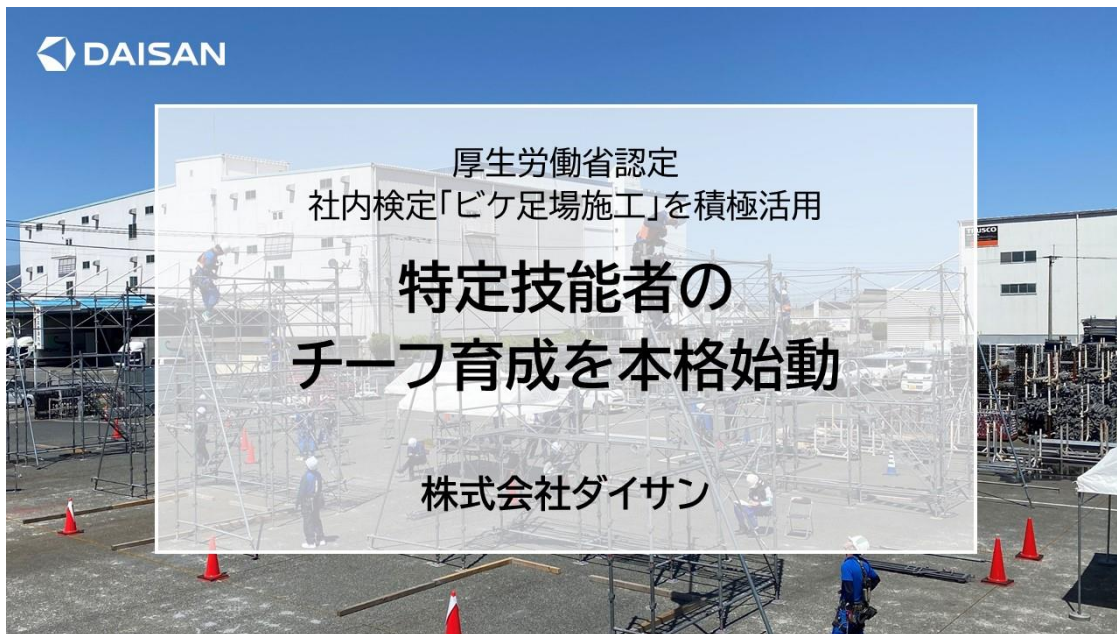 DAISAN
厚生労働省認定
社内検定｢ビケ足場施工｣を積極活用
特定技能者の
チーフ育成を本格始動
株式会社ダイサン
TRUSCO